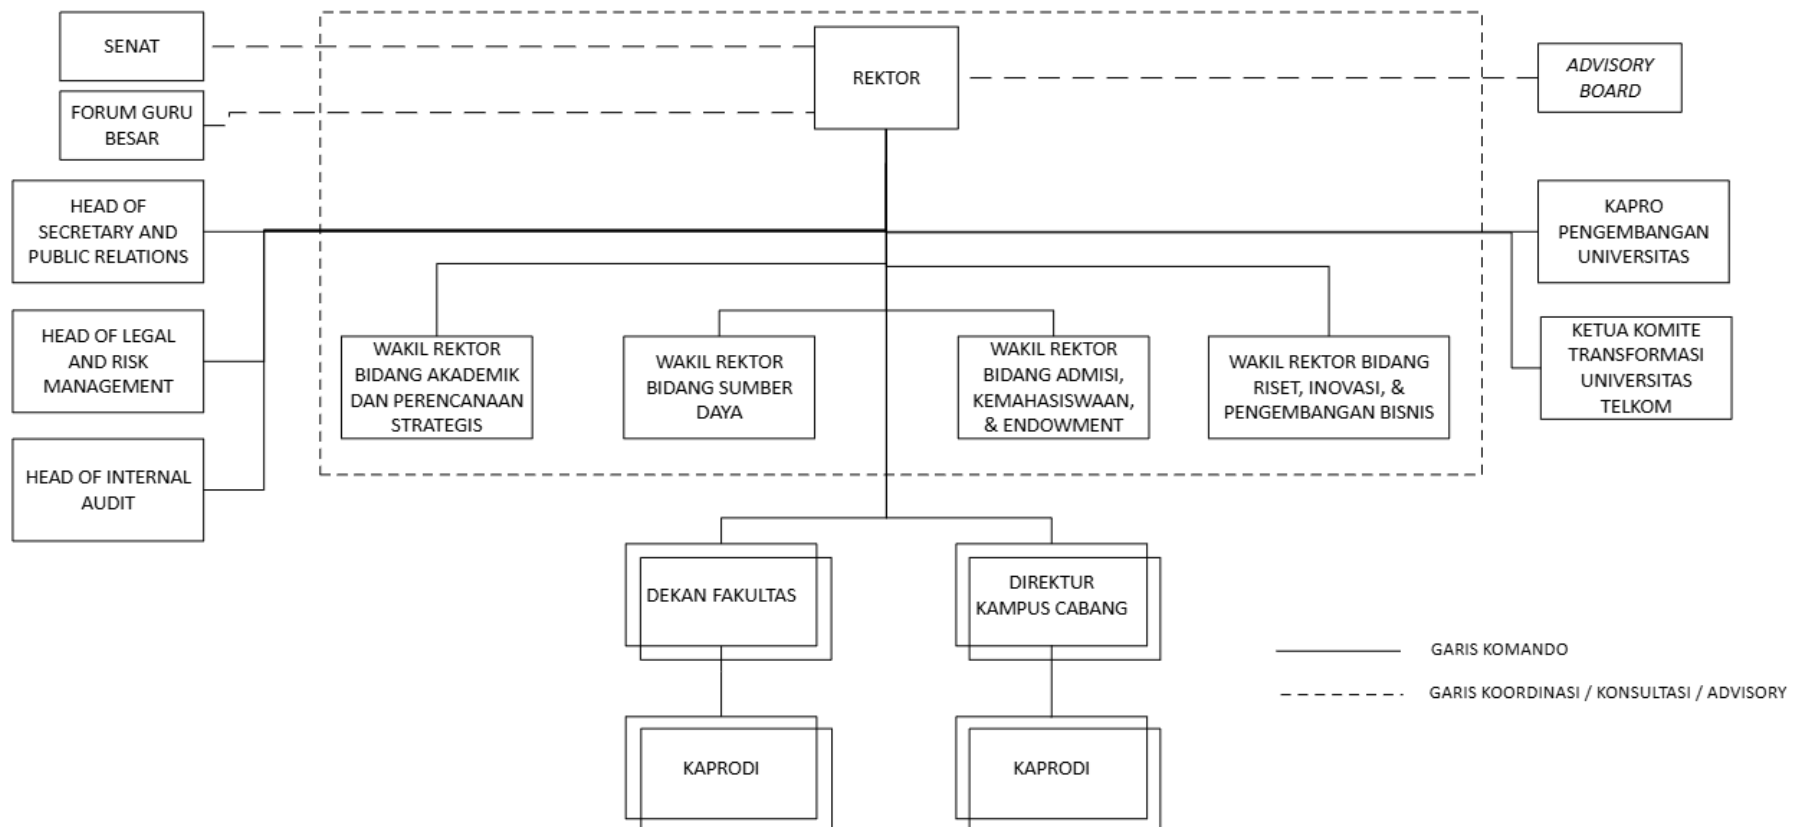 SENAT
REKTOR
ADVISORY
BOARD
FORUM GURU
BESAR
HEAD OF
SECRETARY AND
PUBLIC RELATIONS
KAPRO
PENGEMBANGAN
UNIVERSITAS
HEAD OF LEGAL
AND RISK
MANAGEMENT
WAKIL REKTOR
BIDANG AKADEMIK
DAN PERENCANAAN
STRATEGIS
WAKIL REKTOR
BIDANG SUMBER
DAYA
WAKIL REKTOR
BIDANG ADMISI,
KEMAHASISWAAN,
& ENDOWMENT
WAKIL REKTOR BIDANG
RISET, INOVASI, &
PENGEMBANGAN BISNIS
KETUA KOMITE
TRANSFORMASI
UNIVERSITAS
TELKOM
HEAD OF INTERNAL
AUDIT
DEKAN FAKULTAS
DIREKTUR
KAMPUS CABANG
GARIS KOMANDO
GARIS KOORDINASI / KONSULTASI / ADVISORY
KAPRODI
KAPRODI